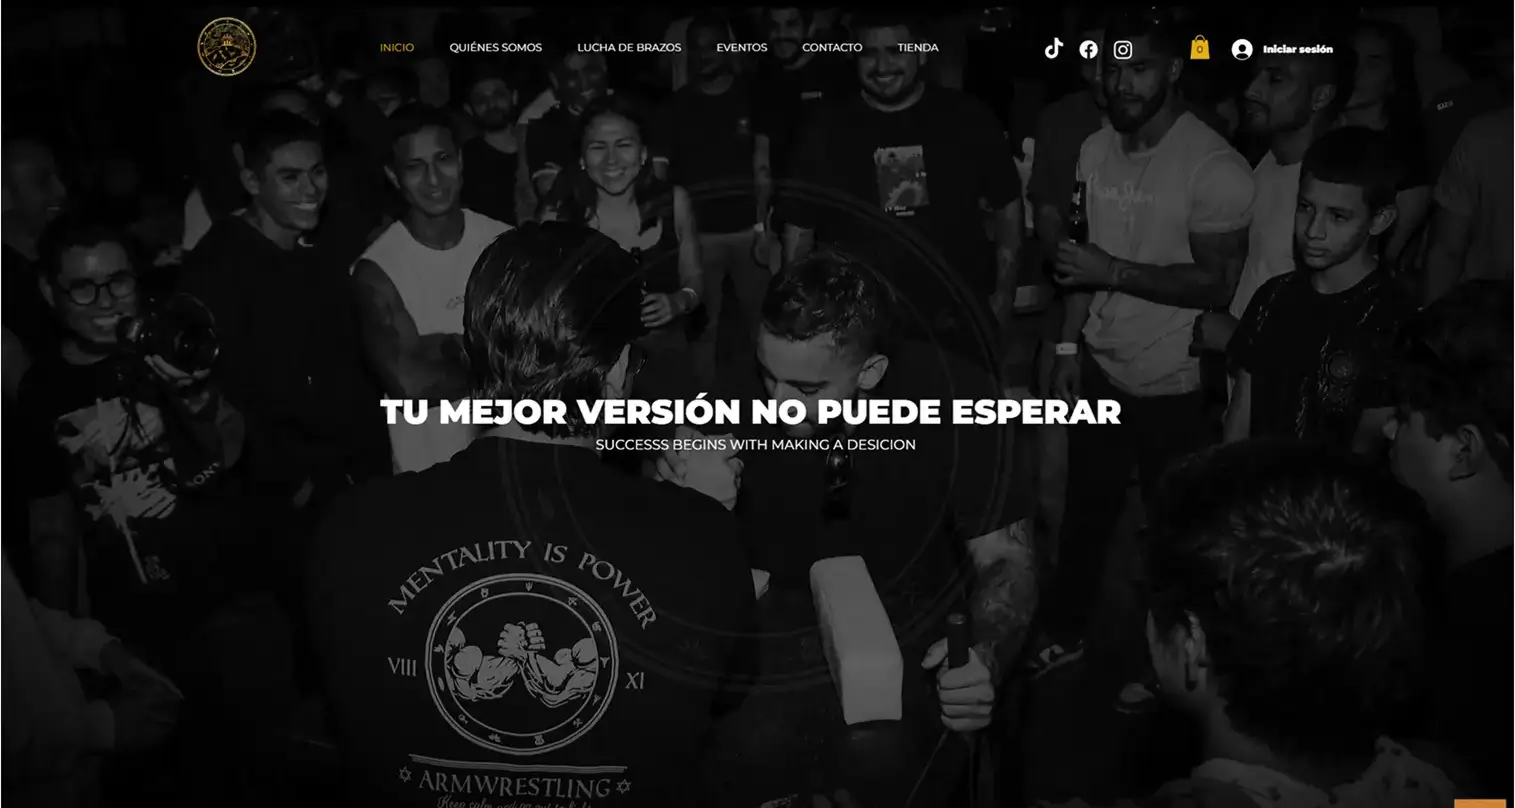 INICIO
QUIÉNES SOMOS
LUCHA DE BRAZOS
EVENTOS
CONTACTO
TIENDA
0
Iniciar sesión
TU MEJOR VERSIÓN NO PUEDE ESPERAR
SUCCESSS BEGINS WITH MAKING A DESICION
SONY
MENTALITY IS POWER
VIII
XI
ARMWRESTLING